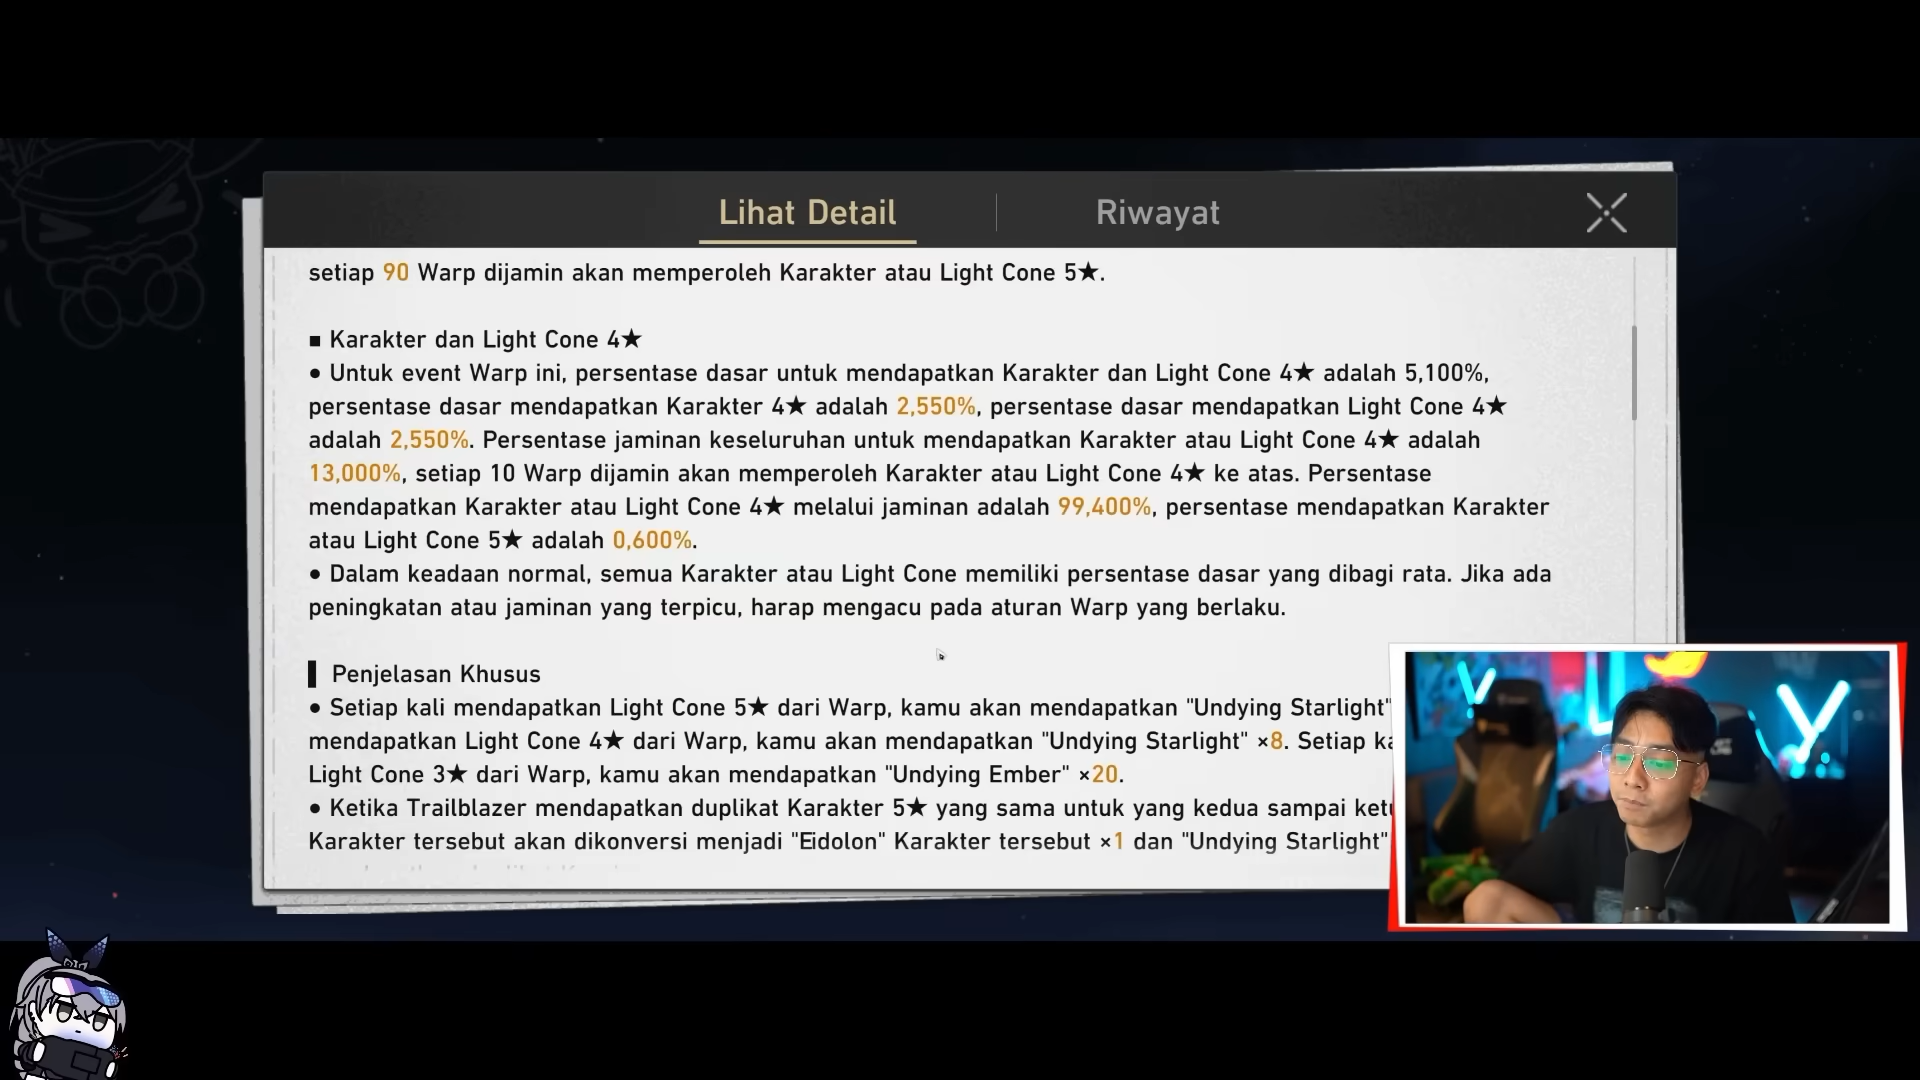 Lihat Detail
Riwayat
setiap 90 Warp dijamin akan memperoleh Karakter atau Light Cone 5★.
■ Karakter dan Light Cone 4★
● Untuk event Warp ini, persentase dasar untuk mendapatkan Karakter dan Light Cone 4★ adalah 5,100%,
persentase dasar mendapatkan Karakter 4★ adalah 2,550%, persentase dasar mendapatkan Light Cone 4★
adalah 2,550%. Persentase jaminan keseluruhan untuk mendapatkan Karakter atau Light Cone 4★ adalah
13,000%, setiap 10 Warp dijamin akan memperoleh Karakter atau Light Cone 4★ ke atas. Persentase
mendapatkan Karakter atau Light Cone 4★ melalui jaminan adalah 99,400%, persentase mendapatkan Karakter
atau Light Cone 5★ adalah 0,600%.
● Dalam keadaan normal, semua Karakter atau Light Cone memiliki persentase dasar yang dibagi rata. Jika ada
peningkatan atau jaminan yang terpicu, harap mengacu pada aturan Warp yang berlaku.
Penjelasan Khusus
● Setiap kali mendapatkan Light Cone 5★ dari Warp, kamu akan mendapatkan "Undying Starlight"
mendapatkan Light Cone 4★ dari Warp, kamu akan mendapatkan "Undying Starlight" ×8. Setiap
Light Cone 3★ dari Warp, kamu akan mendapatkan "Undying Ember" ×20.
● Ketika Trailblazer mendapatkan duplikat Karakter 5★ yang sama untuk yang kedua sampai
Karakter tersebut akan dikonversi menjadi "Eidolon" Karakter tersebut ×1 dan "Undying Starlight"